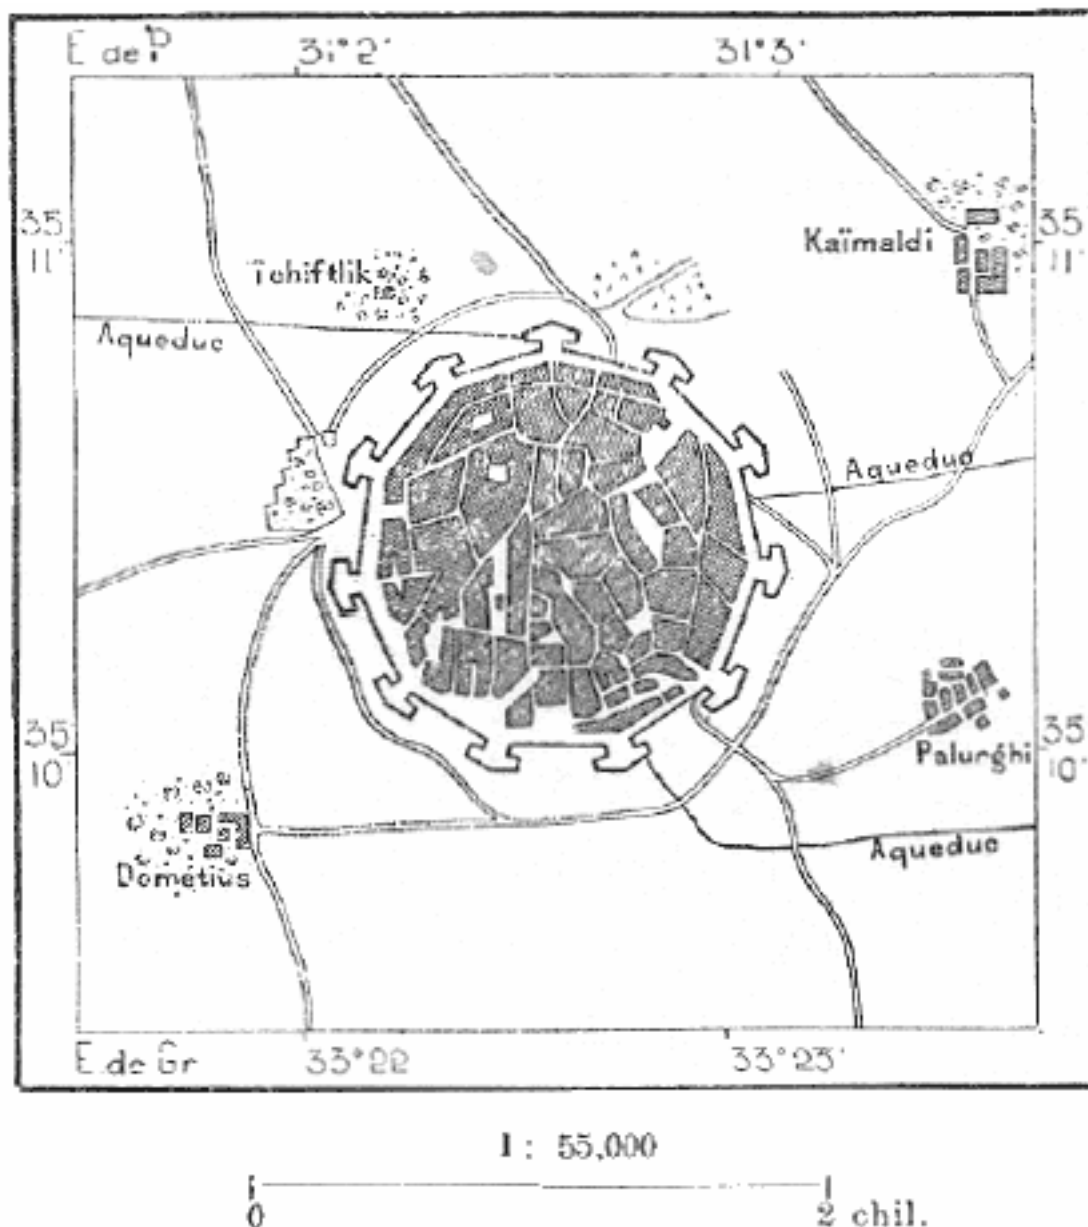 E de P
31°2'
31°3'
35
11'
35
11'
Kaïmaldi
Tchiftlik
Aqueduc
Aqueduc
35
10'
35
10'
Palurghi
Aqueduc
Dométius
E. de Gr
33°22
33°23'
1 : 55,000
0
2 chil.